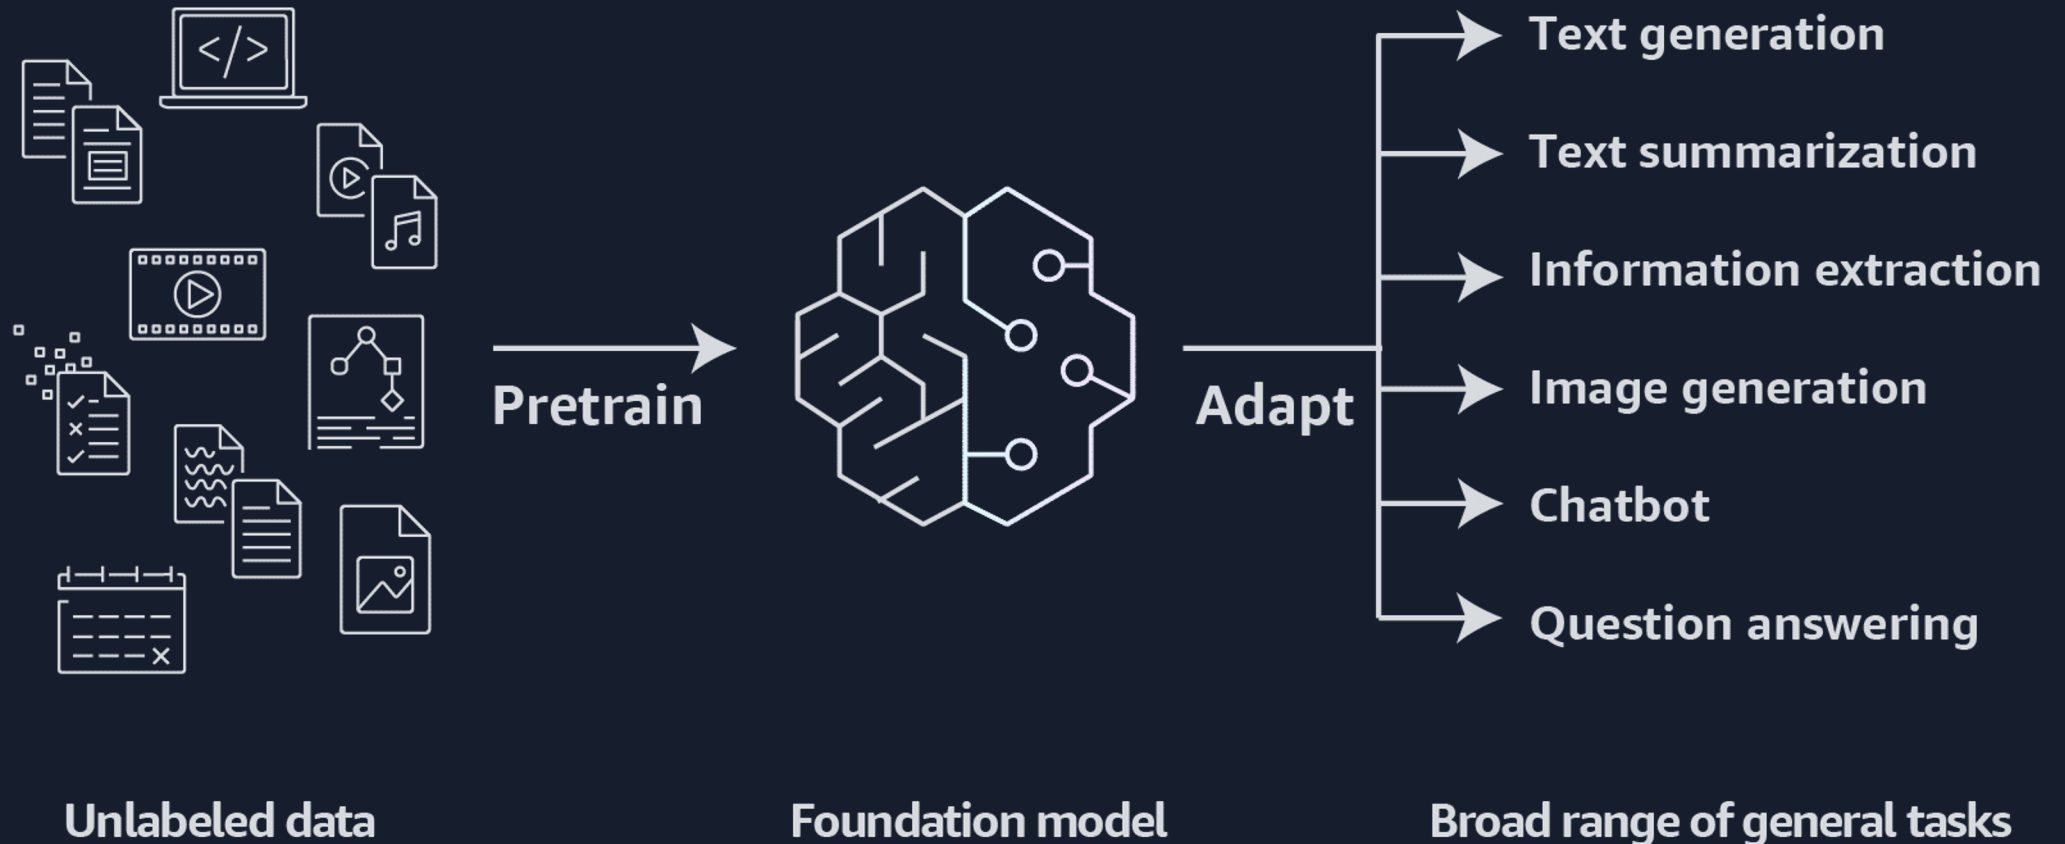 </>
Text generation
Text summarization
Information extraction
Pretrain
Adapt
Image generation
Chatbot
Question answering
Unlabeled data
Foundation model
Broad range of general tasks